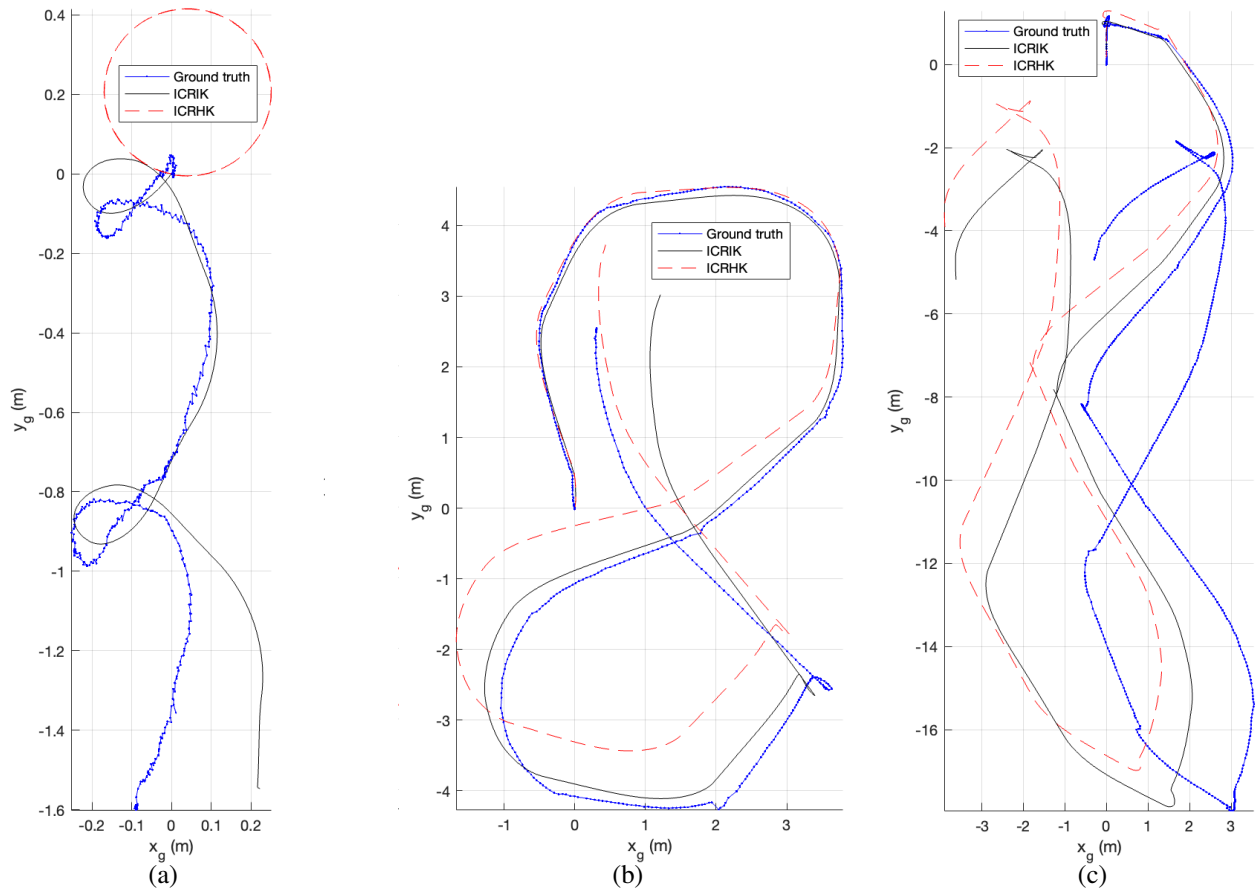 0.4
0.2
0
-0.2
-0.4
-0.6
-0.8
-1
-1.2
-1.4
-1.6
y_g (m)
Ground truth
ICRIK
ICRHK
-0.2 -0.1 0 0.1 0.2
x_g (m)
(a)
4
3
2
1
0
-1
-2
-3
-4
y_g (m)
Ground truth
ICRIK
ICRHK
-1 0 1 2 3
x_g (m)
(b)
0
-2
-4
-6
-8
-10
-12
-14
-16
y_g (m)
Ground truth
ICRIK
ICRHK
-3 -2 -1 0 1 2 3
x_g (m)
(c)